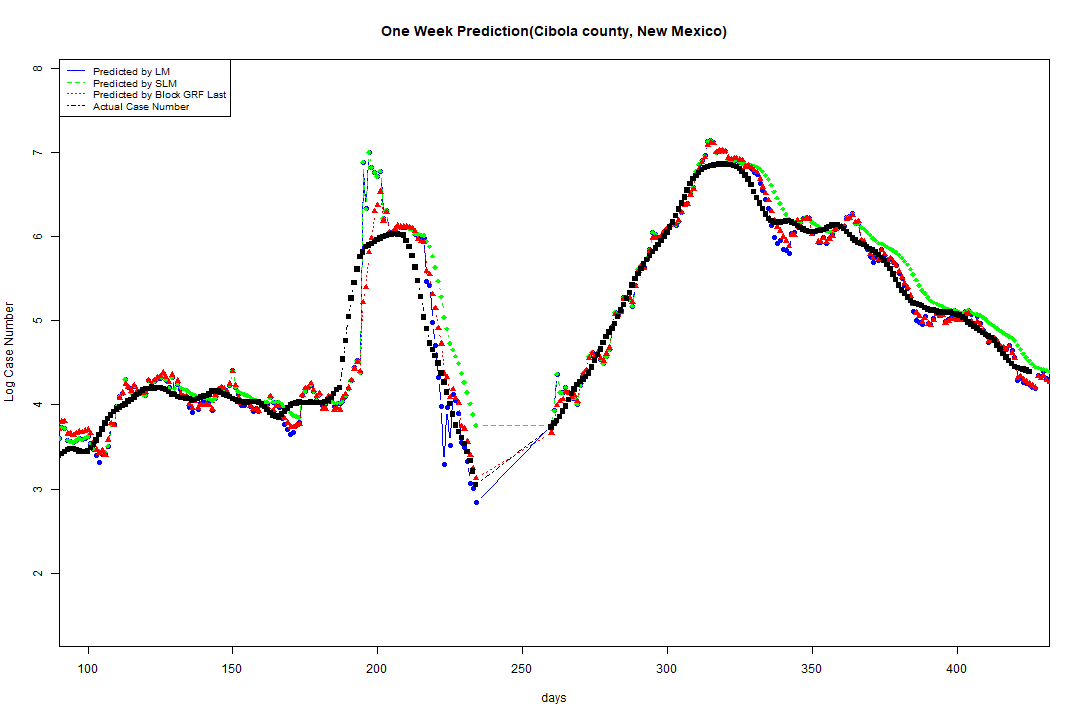 One Week Prediction(Cibola county, New Mexico)
8
Predicted by LM
Predicted by SLM
Predicted by Block GRF Last
Actual Case Number
7
6
5
4
3
2
Log Case Number
100 150 200 250 300 350 400
days